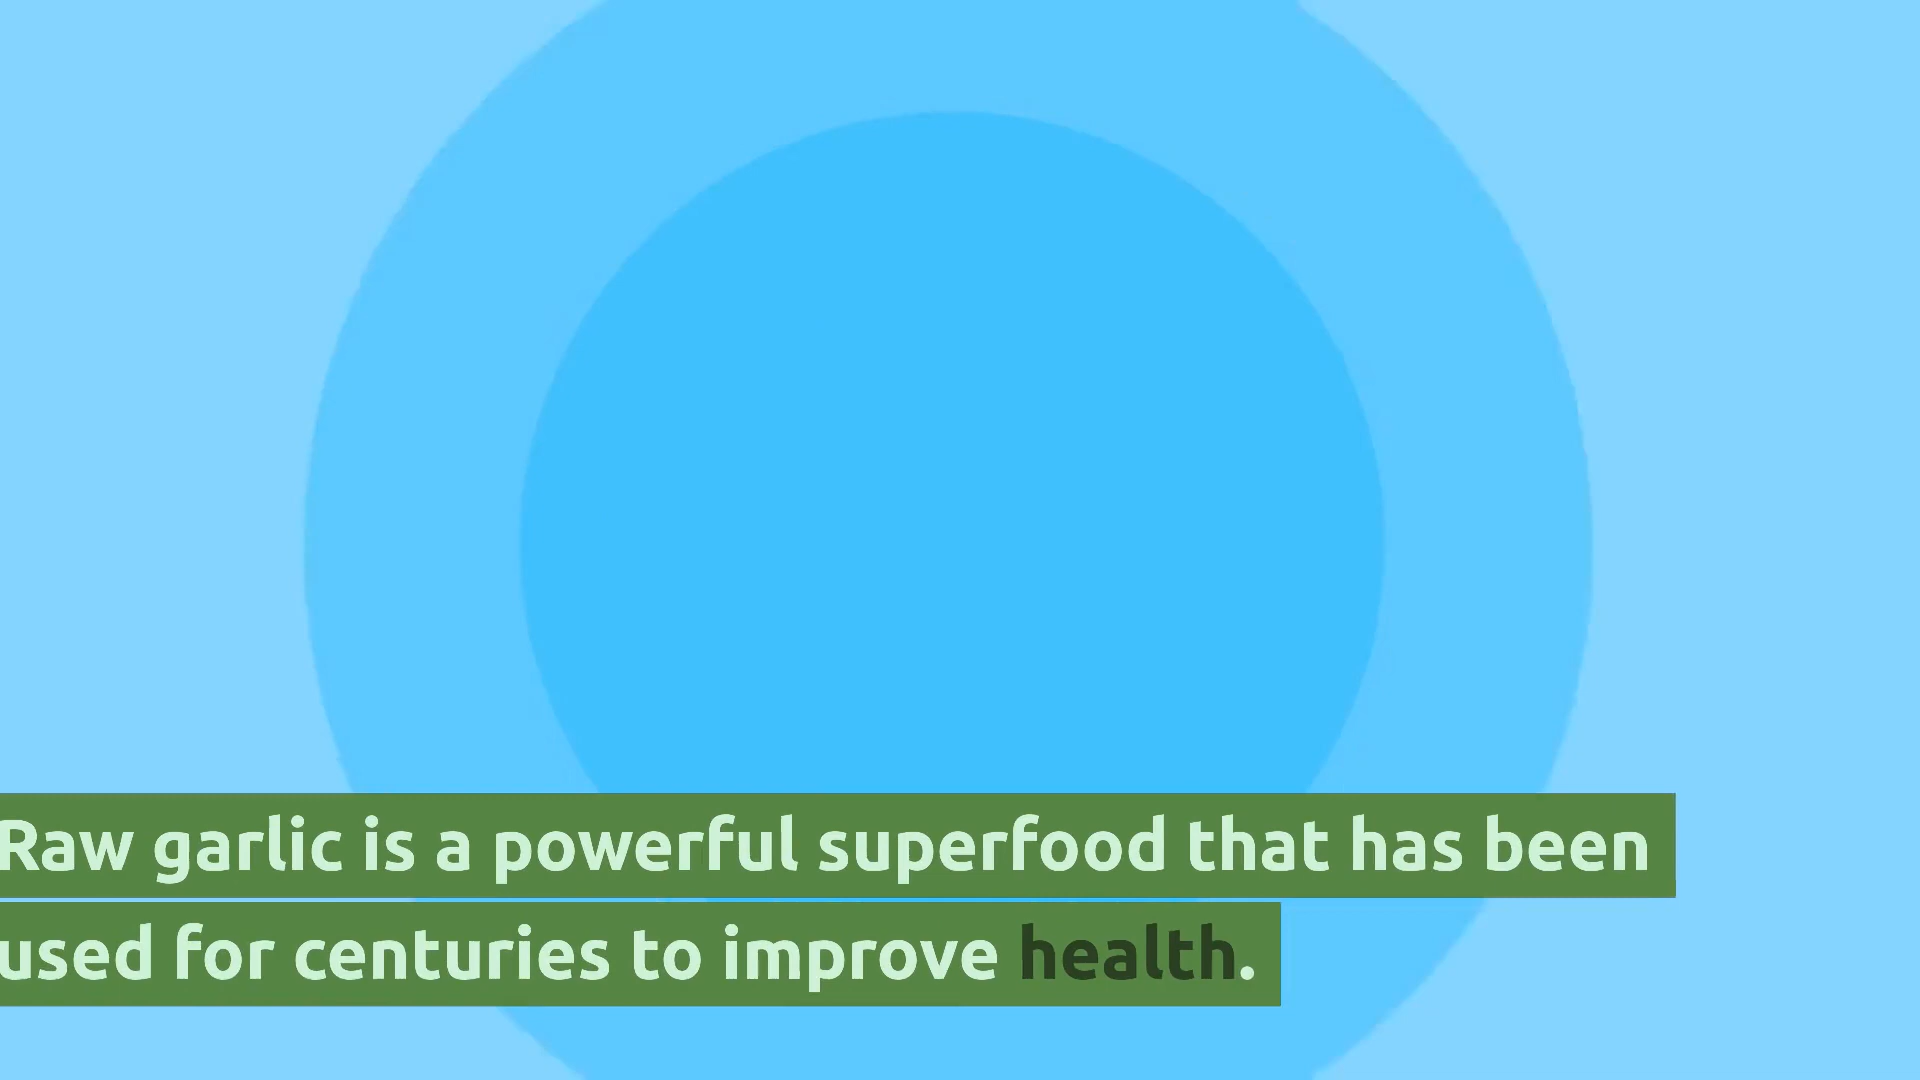 Raw garlic is a powerful superfood that has been
used for centuries to improve health.